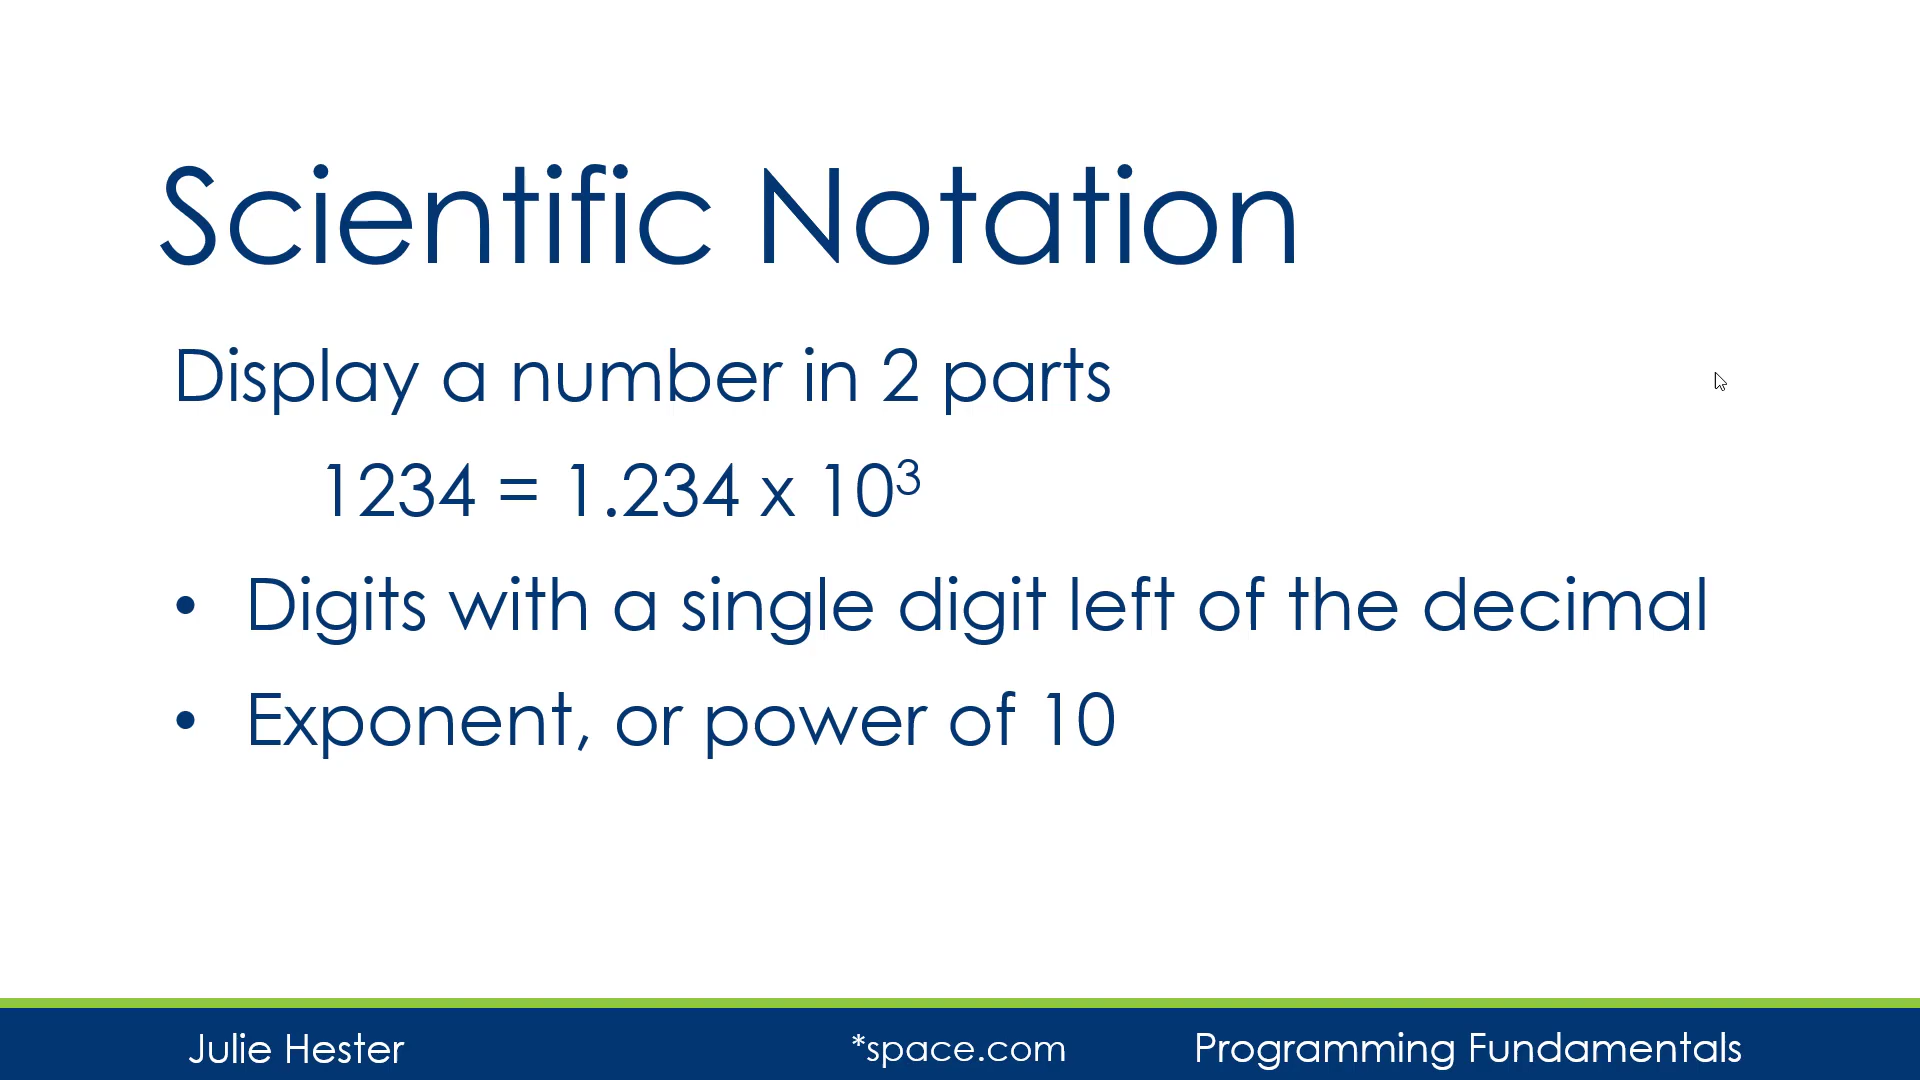 Scientific Notation
Display a number in 2 parts
1234 = 1.234 x 10³
• Digits with a single digit left of the decimal
• Exponent, or power of 10
Julie Hester
*space.com
Programming Fundamentals